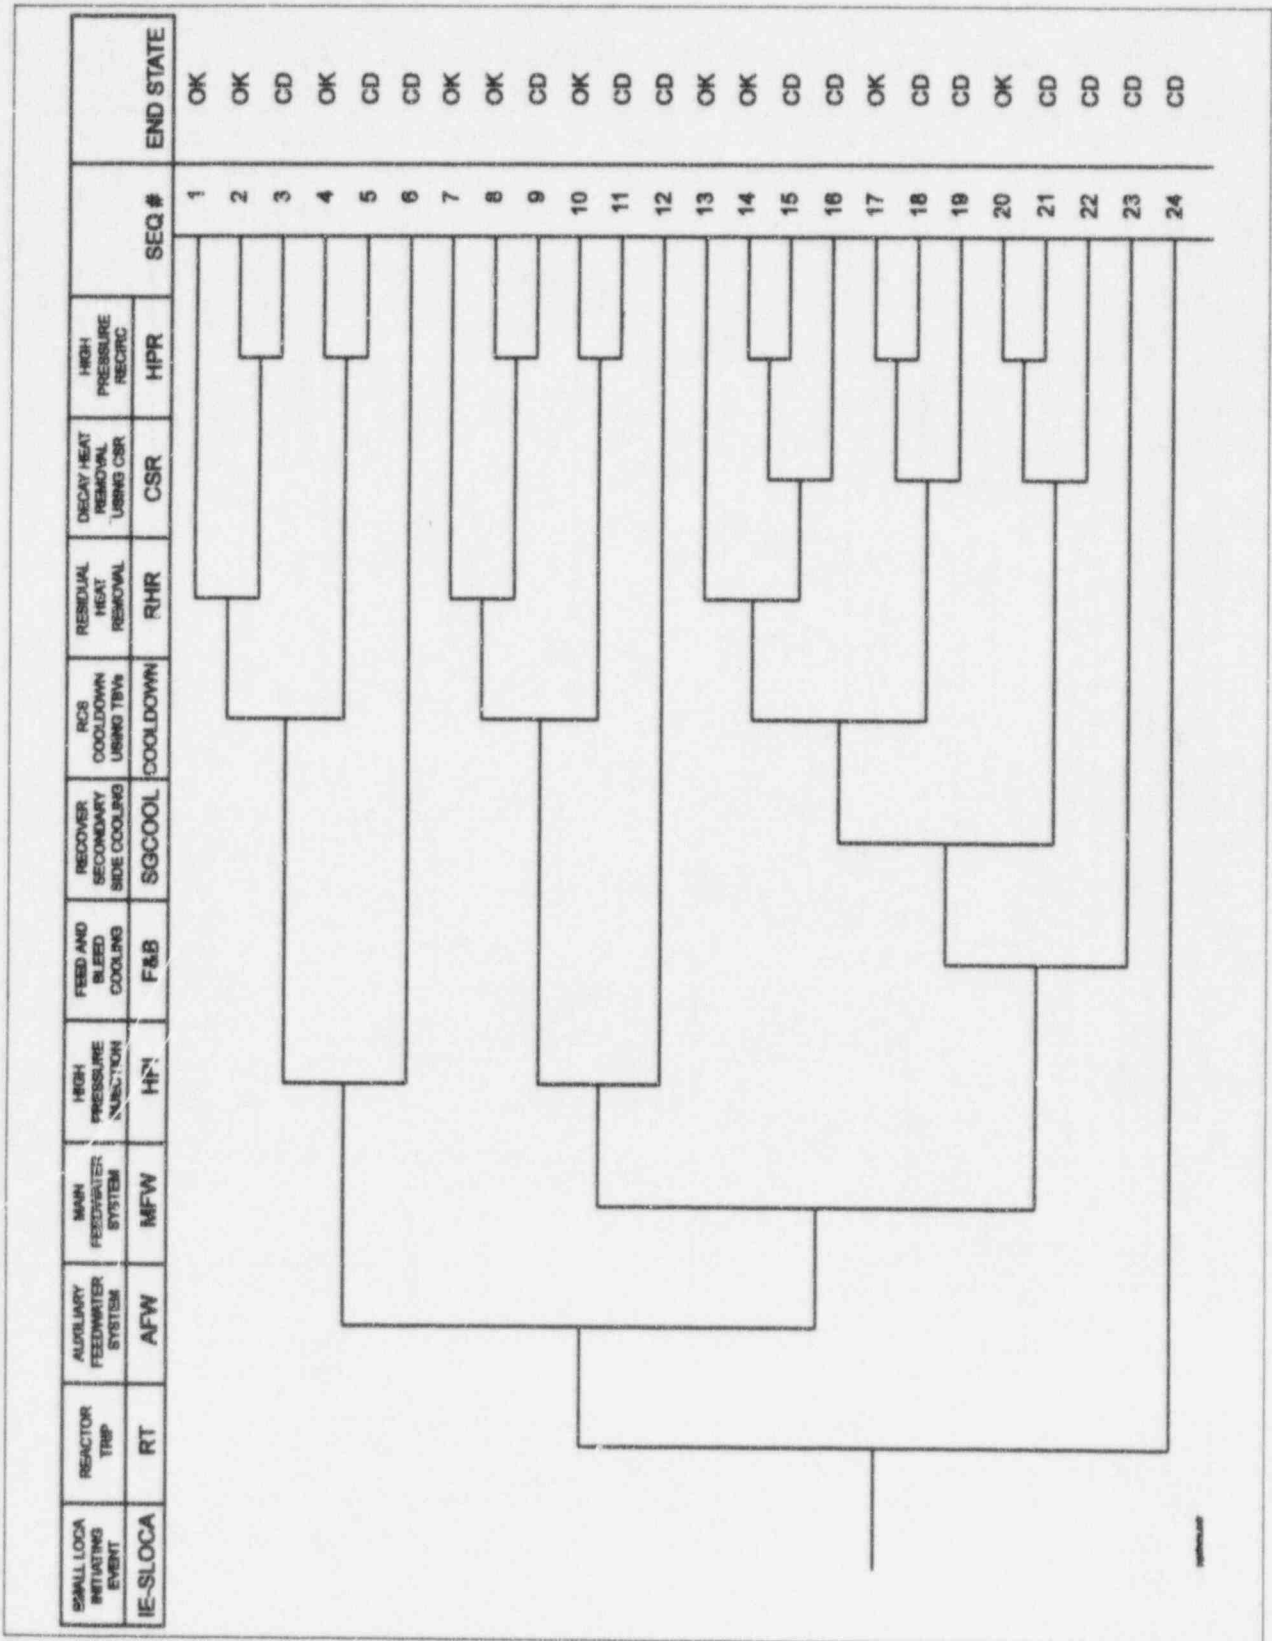 SMALL LOCA
INITIATING
EVENT
IE-SLOCA
REACTOR
TRIP
RT
AUXILIARY
FEEDWATER
SYSTEM
AFW
MAIN
FEEDWATER
SYSTEM
MFW
HIGH
PRESSURE
INJECTION
HPI
FEED AND
BLEED
COOLING
F&B
RECOVER
SECONDARY
SIDE COOLING
SGCOOL
RCS
COOLDOWN
USING TBVs
COOLDOWN
RESIDUAL
HEAT
REMOVAL
RHR
DECAY HEAT
REMOVAL
USING CSR
CSR
HIGH
PRESSURE
RECIRC
HPR
SEQ # END STATE
1 OK
2 OK
3 CD
4 OK
5 CD
6 CD
7 OK
8 OK
9 CD
10 OK
11 CD
12 CD
13 OK
14 OK
15 CD
16 CD
17 OK
18 CD
19 CD
20 OK
21 CD
22 CD
23 CD
24 CD